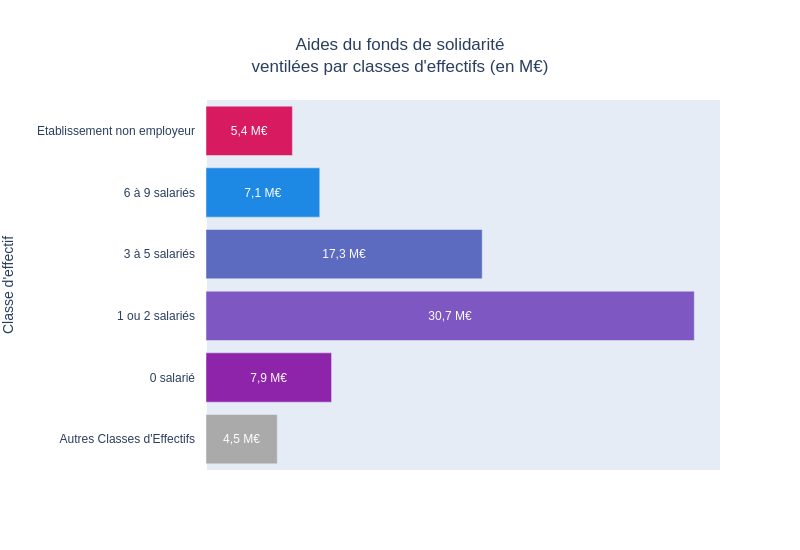 Aides du fonds de solidarité
ventilées par classes d'effectifs (en M€)
Classe d'effectif
Etablissement non employeur
5,4 M€
6 à 9 salariés
7,1 M€
3 à 5 salariés
17,3 M€
1 ou 2 salariés
30,7 M€
0 salarié
7,9 M€
Autres Classes d'Effectifs
4,5 M€